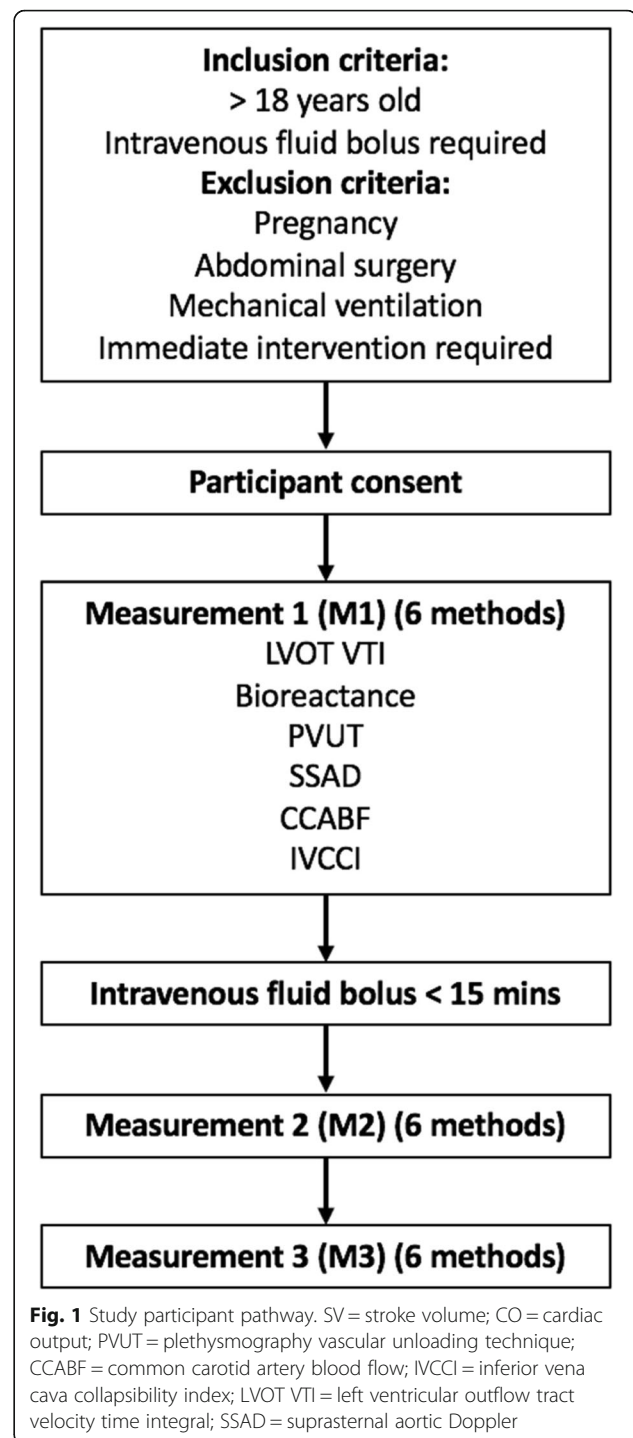 Inclusion criteria:
> 18 years old
Intravenous fluid bolus required
Exclusion criteria:
Pregnancy
Abdominal surgery
Mechanical ventilation
Immediate intervention required
Participant consent
Measurement 1 (M1) (6 methods)
LVOT VTI
Bioreactance
PVUT
SSAD
CCABF
IVCCI
Intravenous fluid bolus < 15 mins
Measurement 2 (M2) (6 methods)
Measurement 3 (M3) (6 methods)
Fig. 1 Study participant pathway. SV = stroke volume; CO = cardiac
output; PVUT = plethysmography vascular unloading technique;
CCABF = common carotid artery blood flow; IVCCI = inferior vena
cava collapsibility index; LVOT VTI = left ventricular outflow tract
velocity time integral; SSAD = suprasternal aortic Doppler